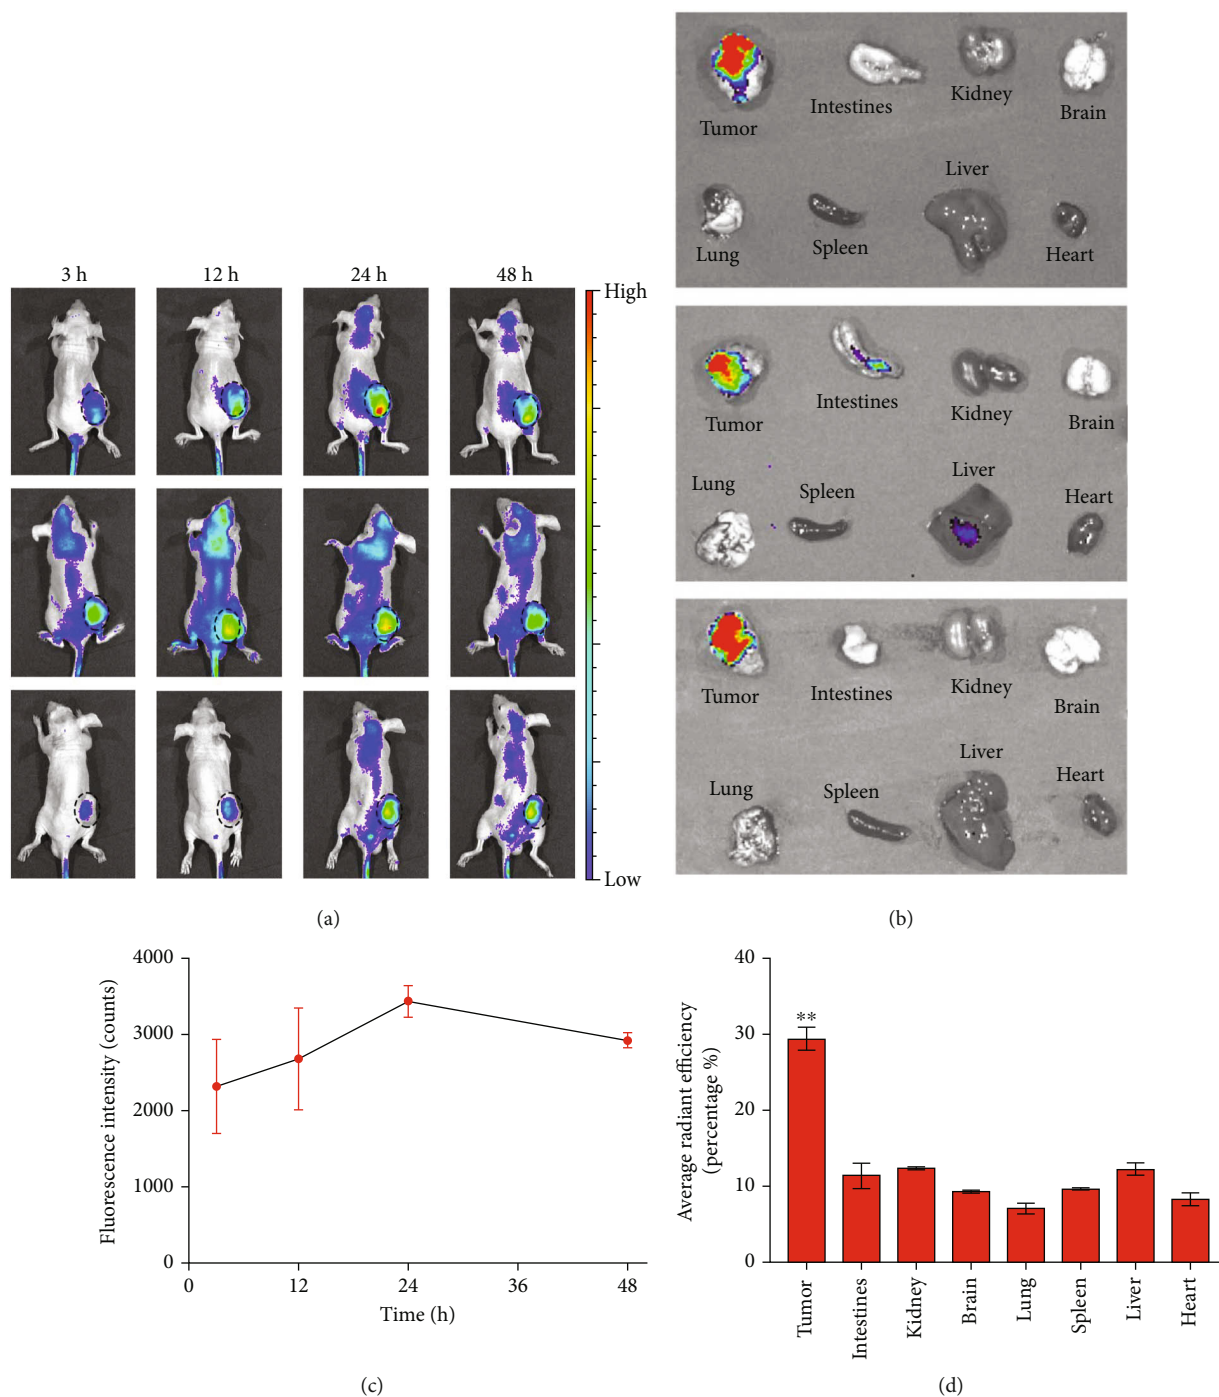 3 h 12 h 24 h 48 h
High
Low
(a)
Tumor Intestines Kidney Brain
Lung Spleen Liver Heart
Tumor Intestines Kidney Brain
Lung Spleen Liver Heart
Tumor Intestines Kidney Brain
Lung Spleen Liver Heart
(b)
Fluorescence intensity (counts)
4000
3000
2000
1000
0
0 12 24 36 48
Time (h)
(c)
Average radiant efficiency
(percentage %)
40
30
20
10
0
**
Tumor
Intestines
Kidney
Brain
Lung
Spleen
Liver
Heart
(d)